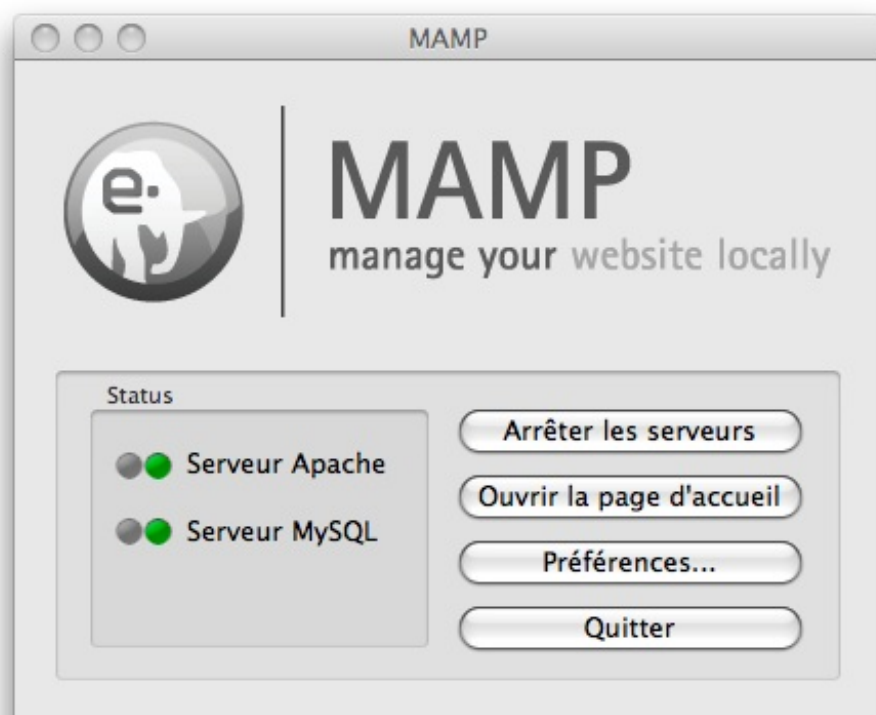 MAMP
e.
MAMP
manage your website locally
Status
Serveur Apache
Serveur MySQL
Arrêter les serveurs
Ouvrir la page d'accueil
Préférences...
Quitter